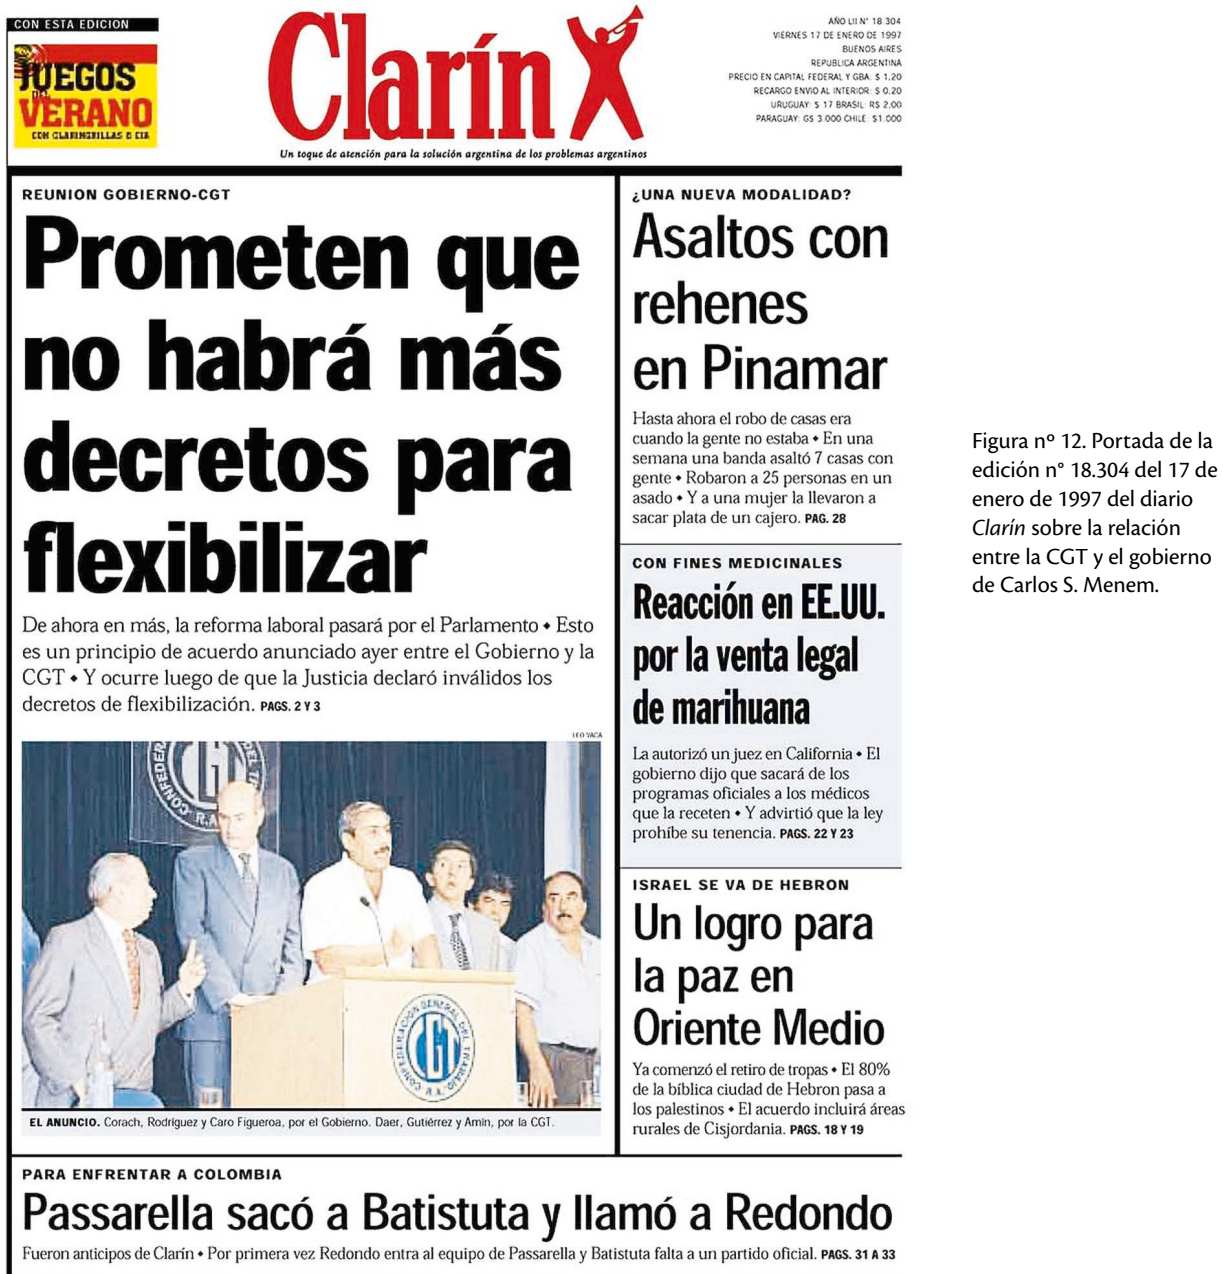 CON ESTA EDICION
JUEGOS
DEL
VERANO
CON CLARINGRILLAS & CIA
Clarín
Un toque de atención para la solución argentina de los problemas argentinos
AÑO LII N° 18.304
VIERNES 17 DE ENERO DE 1997
BUENOS AIRES
REPUBLICA ARGENTINA
PRECIO EN CAPITAL FEDERAL Y GBA: $ 1,20
RECARGO ENVIO AL INTERIOR: $ 0,20
URUGUAY: $ 17 BRASIL: R$ 2,00
PARAGUAY: G$ 3.000 CHILE: $1.000
REUNION GOBIERNO-CGT
Prometen que
no habrá más
decretos para
flexibilizar
De ahora en más, la reforma laboral pasará por el Parlamento • Esto
es un principio de acuerdo anunciado ayer entre el Gobierno y la
CGT • Y ocurre luego de que la Justicia declaró inválidos los
decretos de flexibilización. PAGS. 2 Y 3
LEO VACA
CONFEDERACION GENERAL DEL TRABAJO
CGT
R.A.
EL ANUNCIO. Corach, Rodríguez y Caro Figueroa, por el Gobierno. Daer, Gutiérrez y Amin, por la CGT.
¿UNA NUEVA MODALIDAD?
Asaltos con
rehenes
en Pinamar
Hasta ahora el robo de casas era
cuando la gente no estaba • En una
semana una banda asaltó 7 casas con
gente • Robaron a 25 personas en un
asado • Y a una mujer la llevaron a
sacar plata de un cajero. PAG. 28
CON FINES MEDICINALES
Reacción en EE.UU.
por la venta legal
de marihuana
La autorizó un juez en California • El
gobierno dijo que sacará de los
programas oficiales a los médicos
que la receten • Y advirtió que la ley
prohíbe su tenencia. PAGS. 22 Y 23
ISRAEL SE VA DE HEBRON
Un logro para
la paz en
Oriente Medio
Ya comenzó el retiro de tropas • El 80%
de la bíblica ciudad de Hebron pasa a
los palestinos • El acuerdo incluirá áreas
rurales de Cisjordania. PAGS. 18 Y 19
PARA ENFRENTAR A COLOMBIA
Passarella sacó a Batistuta y llamó a Redondo
Fueron anticipos de Clarín • Por primera vez Redondo entra al equipo de Passarella y Batistuta falta a un partido oficial. PAGS. 31 A 33
Figura nº 12. Portada de la
edición n° 18.304 del 17 de
enero de 1997 del diario
Clarín sobre la relación
entre la CGT y el gobierno
de Carlos S. Menem.